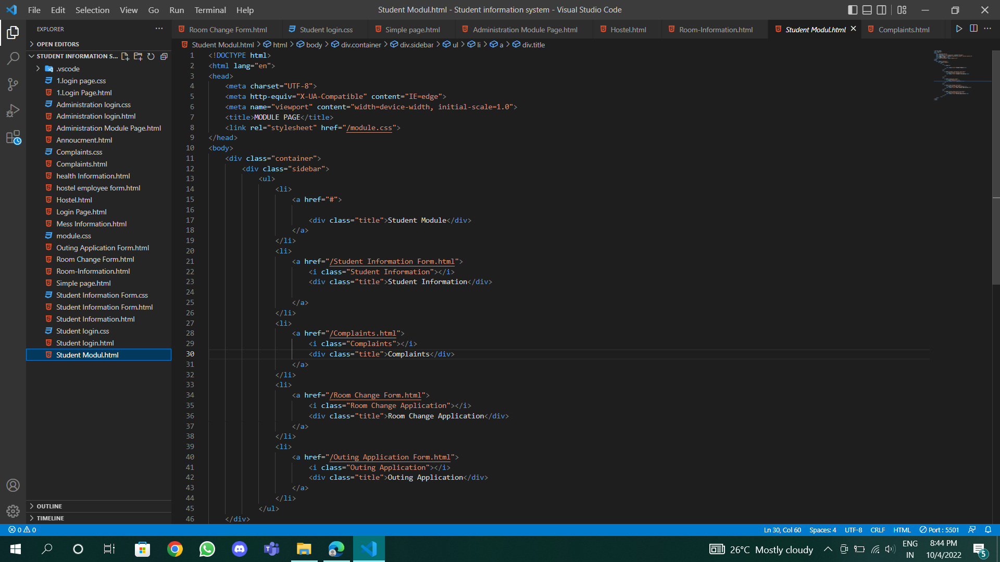 File Edit Selection View Go Run Terminal Help
Student Modul.html - Student information system - Visual Studio Code
EXPLORER
OPEN EDITORS
STUDENT INFORMATION S...
.vscode
1.login page.css
1.Login Page.html
Administration login.css
Administration login.html
Administration Module Page.html
Annoucment.html
Complaints.css
Complaints.html
health Information.html
hostel employee form.html
Hostel.html
Login Page.html
Mess Information.html
module.css
Outing Application Form.html
Room Change Form.html
Room-Information.html
Simple page.html
Student Information Form.css
Student Information Form.html
Student Information.html
Student login.css
Student login.html
Student Modul.html
OUTLINE
TIMELINE
Room Change Form.html Student login.css Simple page.html Administration Module Page.html Hostel.html Room-Information.html Student Modul.html Complaints.html
Student Modul.html > html > body > div.container > div.sidebar > ul > li > a > div.title
1 <!DOCTYPE html>
2 <html lang="en">
3 <head>
4 <meta charset="UTF-8">
5 <meta http-equiv="X-UA-Compatible" content="IE=edge">
6 <meta name="viewport" content="width=device-width, initial-scale=1.0">
7 <title>MODULE PAGE</title>
8 <link rel="stylesheet" href="/module.css">
9 </head>
10 <body>
11 <div class="container">
12 <div class="sidebar">
13 <ul>
14 <li>
15 <a href="#">
16
17 <div class="title">Student Module</div>
18 </a>
19 </li>
20 <li>
21 <a href="/Student Information Form.html">
22 <i class="Student Information"></i>
23 <div class="title">Student Information</div>
24
25 </a>
26 </li>
27 <li>
28 <a href="/Complaints.html">
29 <i class="Complaints"></i>
30 <div class="title">Complaints</div>
31 </a>
32 </li>
33 <li>
34 <a href="/Room Change Form.html">
35 <i class="Room Change Application"></i>
36 <div class="title">Room Change Application</div>
37 </a>
38 </li>
39 <li>
40 <a href="/Outing Application Form.html">
41 <i class="Outing Application"></i>
42 <div class="title">Outing Application</div>
43 </a>
44 </li>
45 </ul>
46 </div>
0 0
Ln 30, Col 60 Spaces: 4 UTF-8 CRLF HTML Port : 5501
26°C Mostly cloudy
ENG
IN
8:44 PM
10/4/2022
5